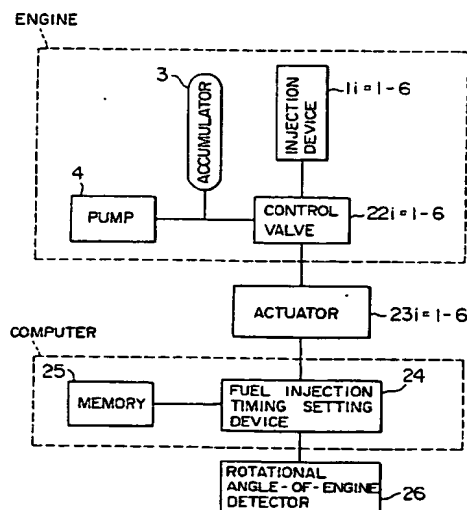 ENGINE
3
ACCUMULATOR
INJECTION
DEVICE
1i=1-6
4
PUMP
CONTROL
VALVE
22i=1-6
ACTUATOR
23i=1-6
COMPUTER
25
MEMORY
FUEL INJECTION
TIMING SETTING
DEVICE
24
ROTATIONAL
ANGLE-OF-ENGINE
DETECTOR
26